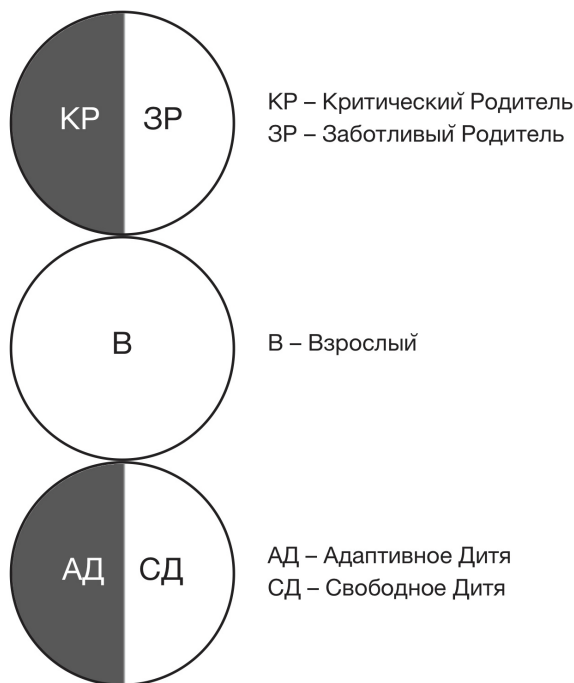 КР ЗР
КР – Критический Родитель
ЗР – Заботливый Родитель
В
В – Взрослый
АД СД
АД – Адаптивное Дитя
СД – Свободное Дитя